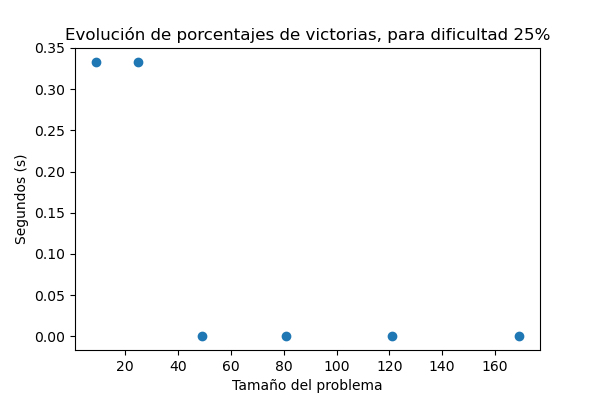 Evolución de porcentajes de victorias, para dificultad 25%
0.35
0.30
0.25
0.20
0.15
0.10
0.05
0.00
Segundos (s)
20 40 60 80 100 120 140 160
Tamaño del problema